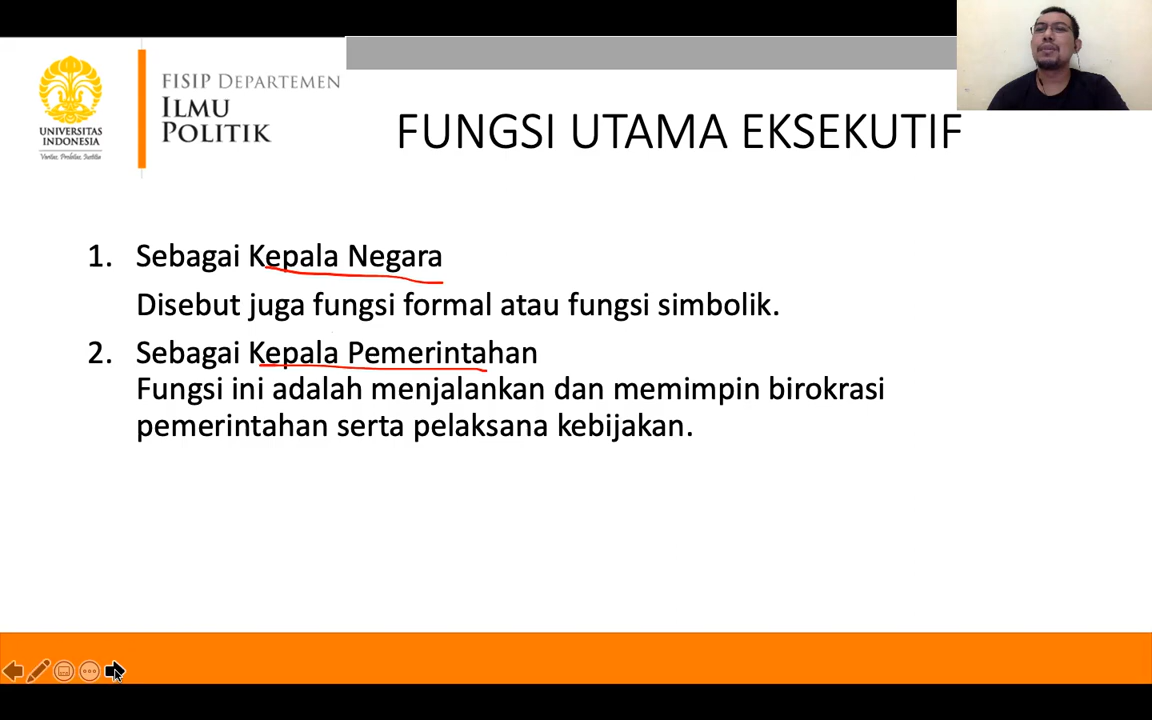 FISIP DEPARTEMEN
ILMU
POLITIK
UNIVERSITAS
INDONESIA
Veritas, Probitas, Iustitia
FUNGSI UTAMA EKSEKUTIF
1. Sebagai Kepala Negara
Disebut juga fungsi formal atau fungsi simbolik.
2. Sebagai Kepala Pemerintahan
Fungsi ini adalah menjalankan dan memimpin birokrasi
pemerintahan serta pelaksana kebijakan.